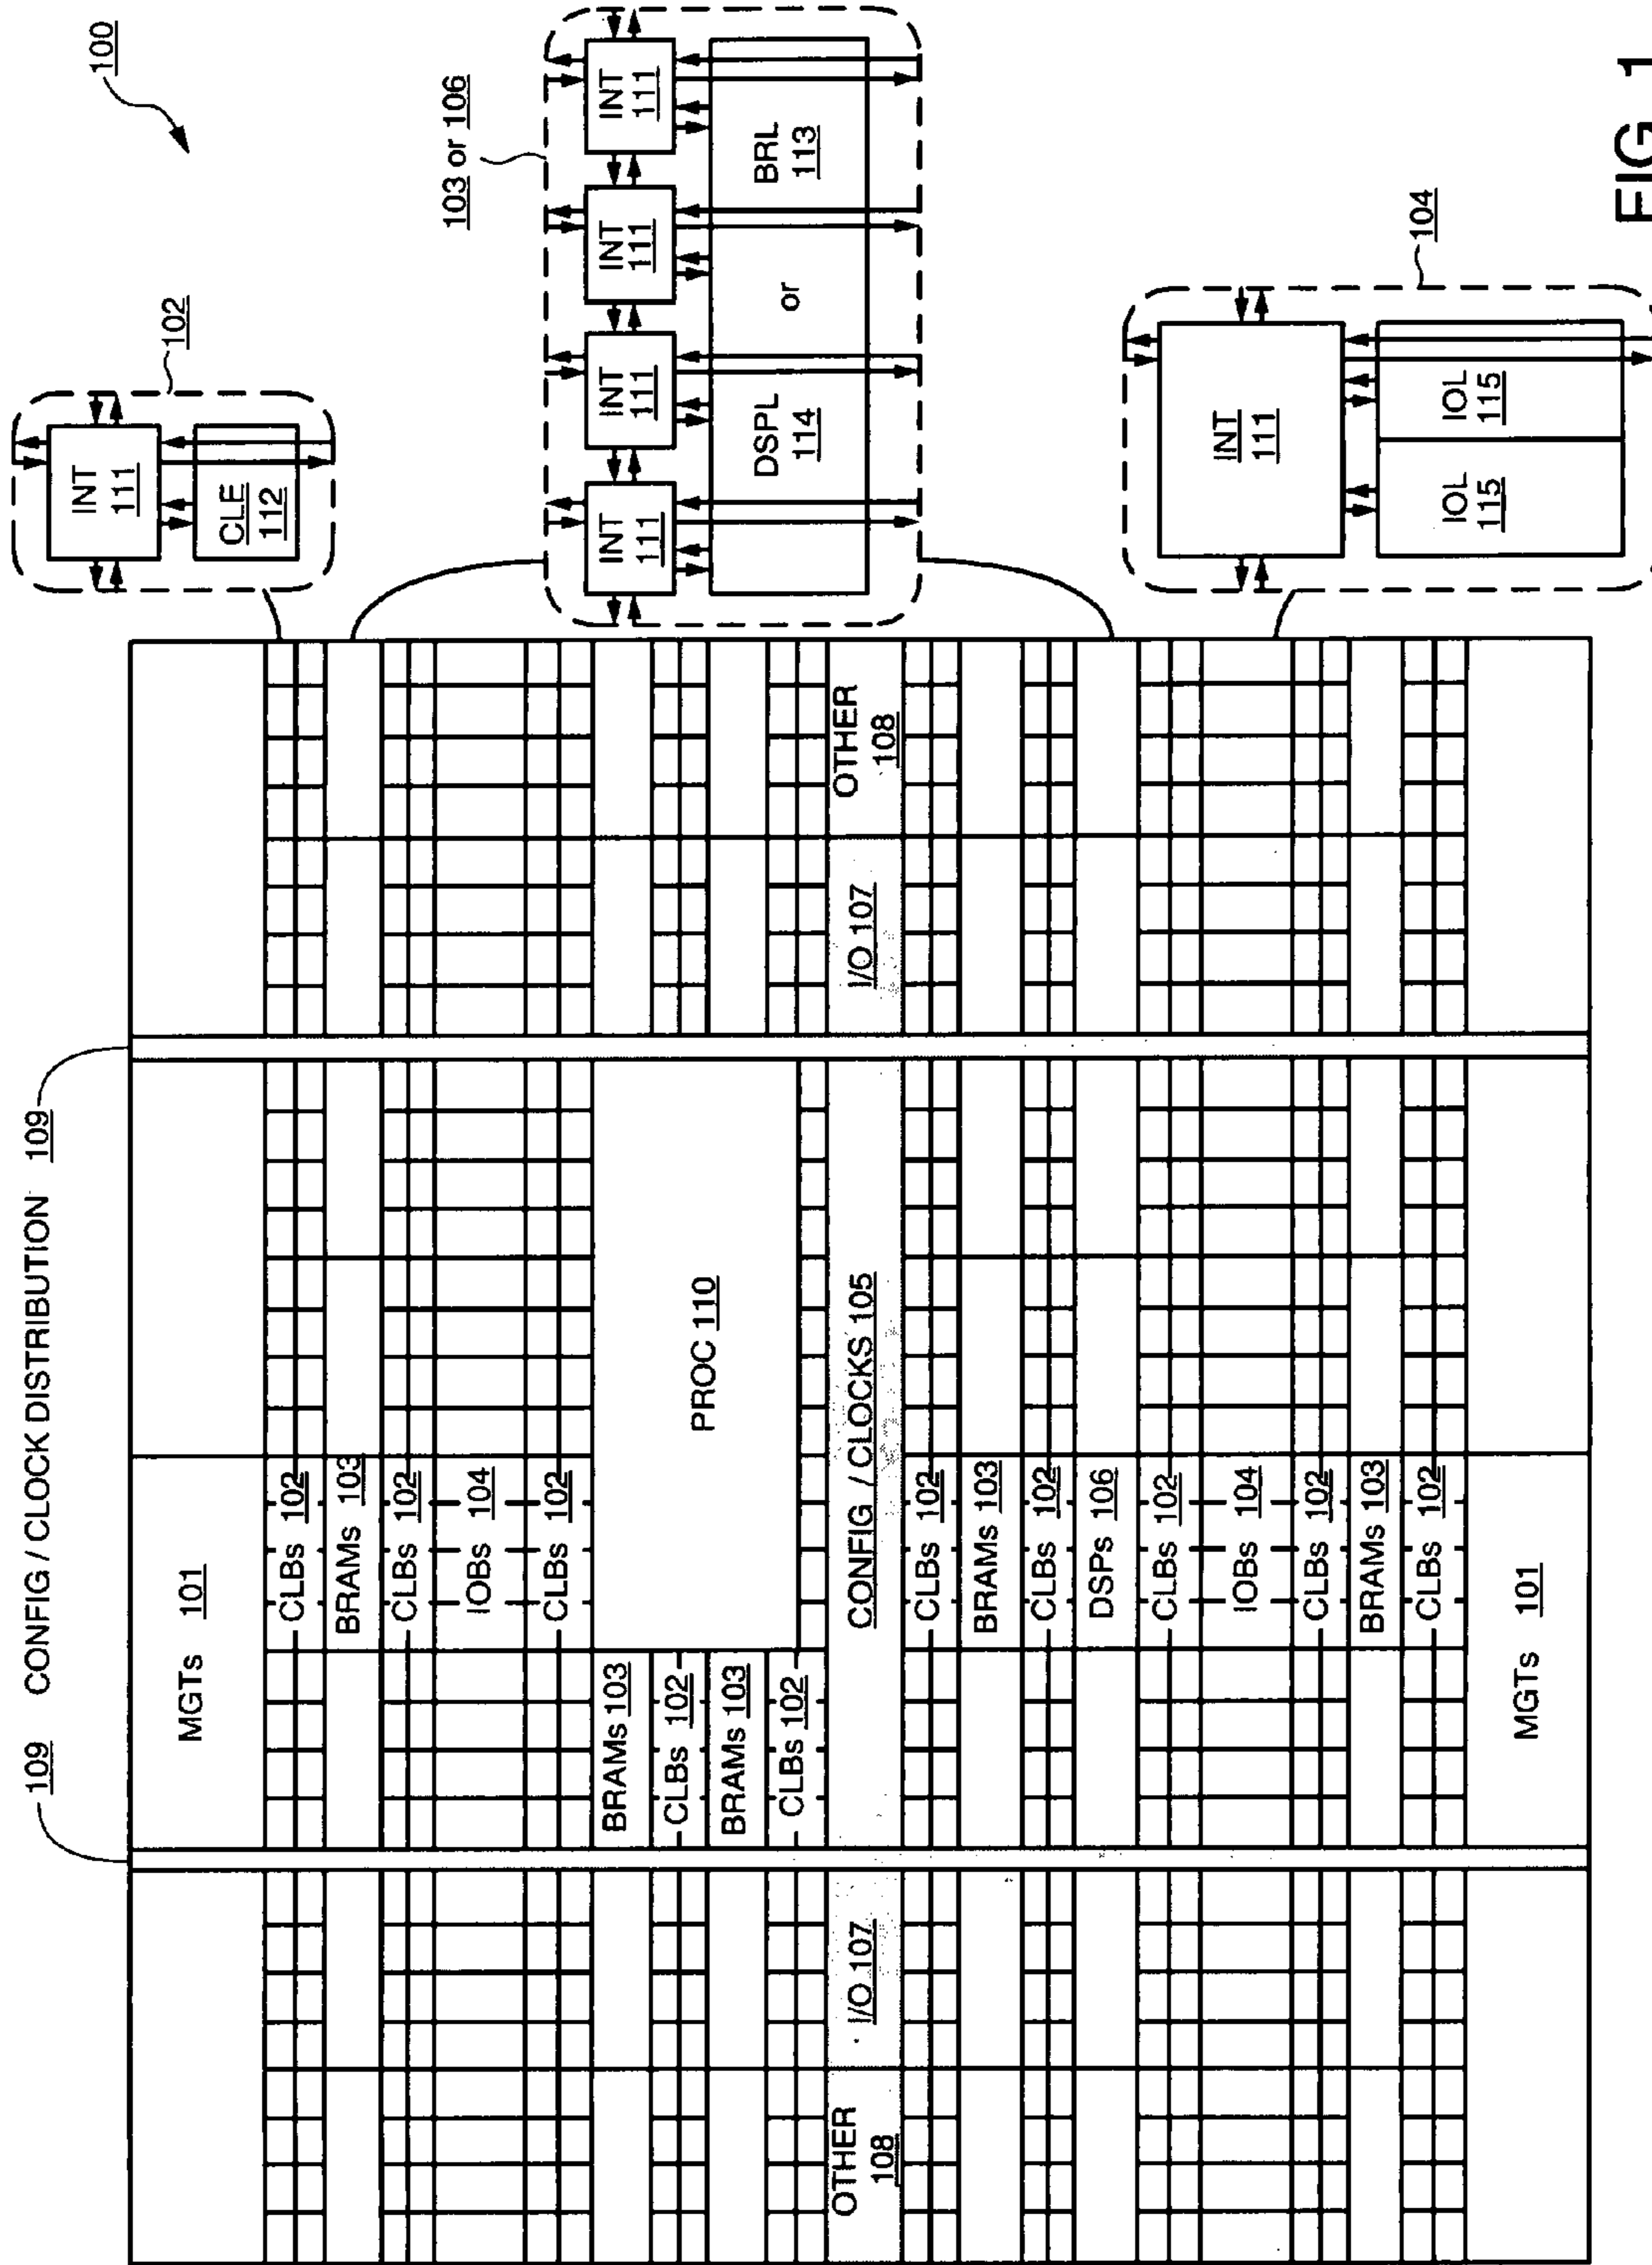 100
CONFIG / CLOCK DISTRIBUTION 109
109
MGTs 101
CLBs 102
BRAMs 103
CLBs 102
IOBs 104
CLBs 102
BRAMs 103
CLBs 102
BRAMs 103
CLBs 102
PROC 110
OTHER 108
I/O 107
CONFIG / CLOCKS 105
I/O 107
OTHER 108
CLBs 102
BRAMs 103
CLBs 102
DSPs 106
CLBs 102
IOBs 104
CLBs 102
BRAMs 103
CLBs 102
MGTs 101
102
INT 111
CLE 112
103 or 106
INT 111
INT 111
INT 111
INT 111
DSPL 114
or
BRL 113
104
INT 111
IOL 115
IOL 115
FIG. 1